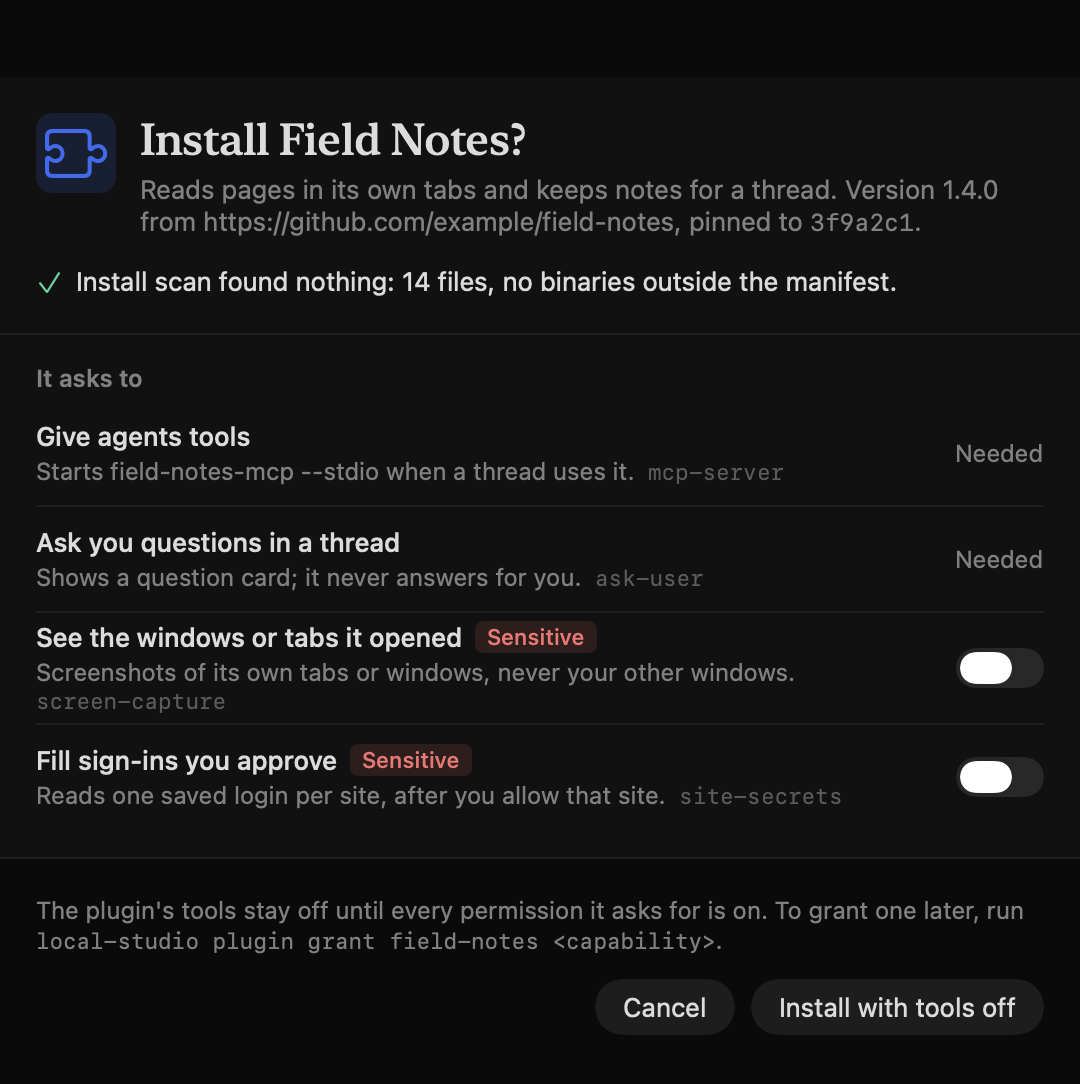 Install Field Notes?
Reads pages in its own tabs and keeps notes for a thread. Version 1.4.0
from https://github.com/example/field-notes, pinned to 3f9a2c1.
Install scan found nothing: 14 files, no binaries outside the manifest.
It asks to
Give agents tools
Starts field-notes-mcp --stdio when a thread uses it. mcp-server
Needed
Ask you questions in a thread
Shows a question card; it never answers for you. ask-user
Needed
See the windows or tabs it opened Sensitive
Screenshots of its own tabs or windows, never your other windows.
screen-capture
Fill sign-ins you approve Sensitive
Reads one saved login per site, after you allow that site. site-secrets
The plugin's tools stay off until every permission it asks for is on. To grant one later, run
local-studio plugin grant field-notes <capability>.
Cancel
Install with tools off